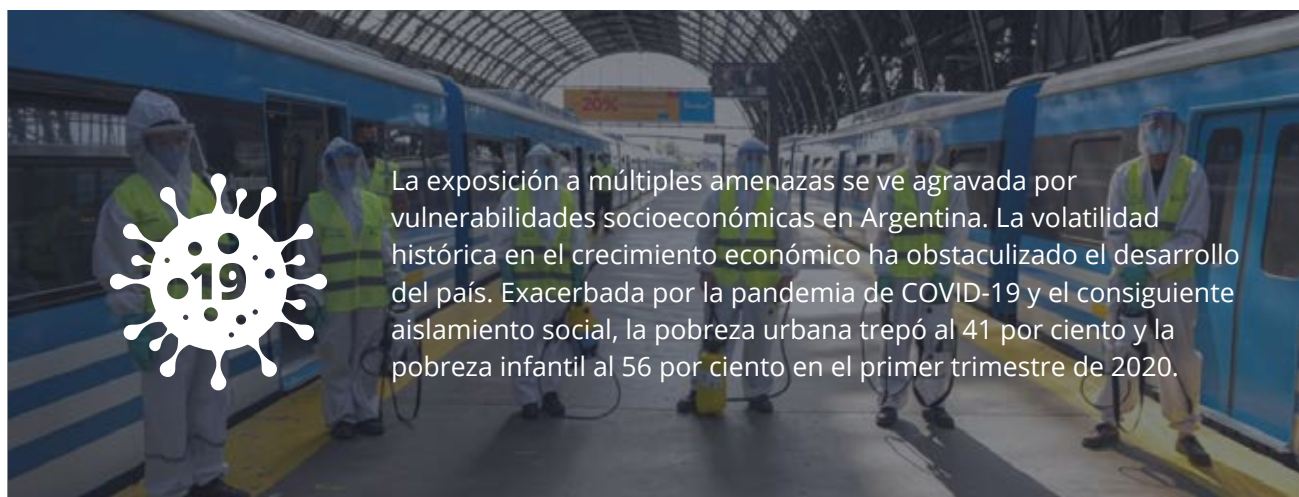 20%
19
La exposición a múltiples amenazas se ve agravada por
vulnerabilidades socioeconómicas en Argentina. La volatilidad
histórica en el crecimiento económico ha obstaculizado el desarrollo
del país. Exacerbada por la pandemia de COVID-19 y el consiguiente
aislamiento social, la pobreza urbana trepó al 41 por ciento y la
pobreza infantil al 56 por ciento en el primer trimestre de 2020.